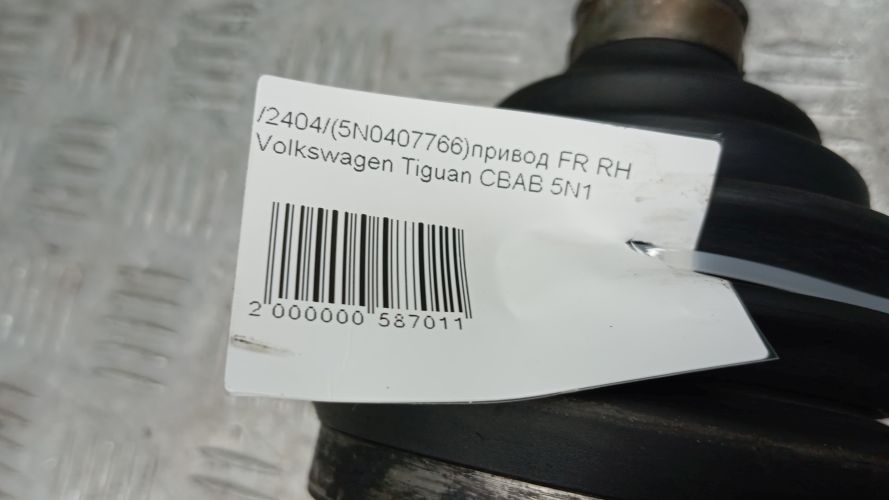 /2404/(5N0407766)привод FR RH
Volkswagen Tiguan CBAB 5N1
2 000000 587011